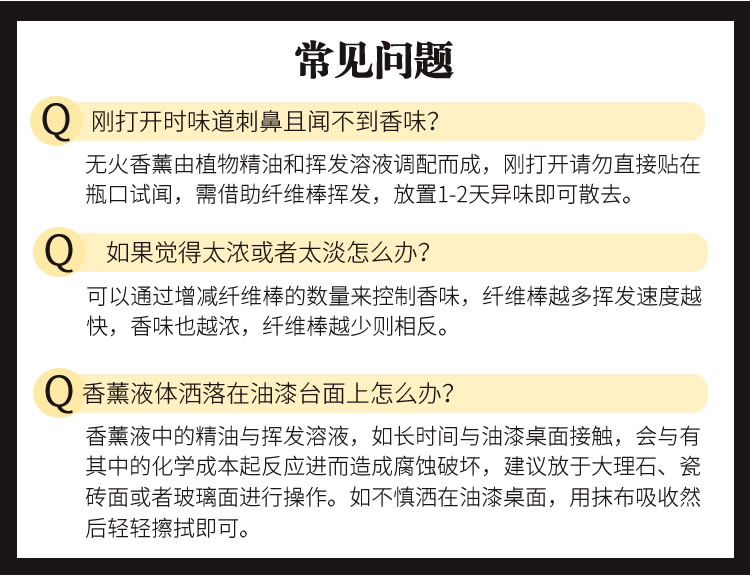 常见问题
Q 刚打开时味道刺鼻且闻不到香味？
无火香薰由植物精油和挥发溶液调配而成，刚打开请勿直接贴在
瓶口试闻，需借助纤维棒挥发，放置1-2天异味即可散去。
Q 如果觉得太浓或者太淡怎么办？
可以通过增减纤维棒的数量来控制香味，纤维棒越多挥发速度越
快，香味也越浓，纤维棒越少则相反。
Q 香薰液体洒落在油漆台面上怎么办？
香薰液中的精油与挥发溶液，如长时间与油漆桌面接触，会与有
其中的化学成本起反应进而造成腐蚀破坏，建议放于大理石、瓷
砖面或者玻璃面进行操作。如不慎洒在油漆桌面，用抹布吸收然
后轻轻擦拭即可。